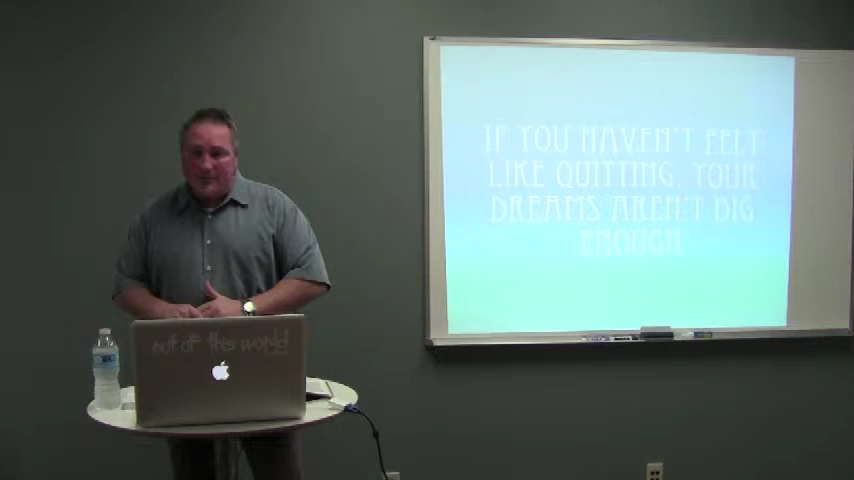 IF YOU HAVEN'T FELT
LIKE QUITTING, YOUR
DREAMS AREN'T BIG
ENOUGH
out of this world